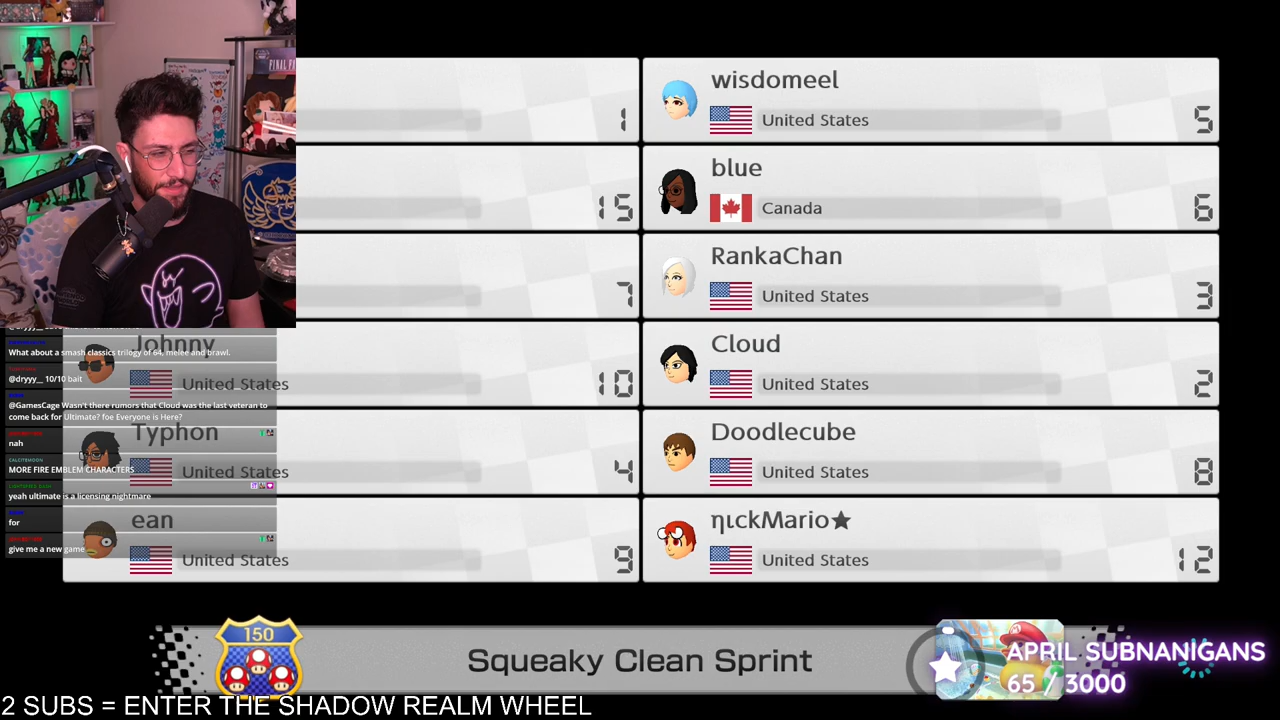 FINAL
1
wisdomeel
United States
5
15
blue
Canada
6
7
RankaChan
United States
3
Johnny
United States
10
Cloud
United States
2
Typhon
United States
4
Doodlecube
United States
8
ean
United States
9
ηιckMario★
United States
12
What about a smash classics trilogy of 64, melee and brawl.
@dryyy__ 10/10 bait
@GamesCage Wasn't there rumors that Cloud was the last veteran to
come back for Ultimate? foe Everyone is Here?
nah
MORE FIRE EMBLEM CHARACTERS
yeah ultimate is a licensing nightmare
for
give me a new game
150
Squeaky Clean Sprint
APRIL SUBNANIGANS
65 / 3000
2 SUBS = ENTER THE SHADOW REALM WHEEL